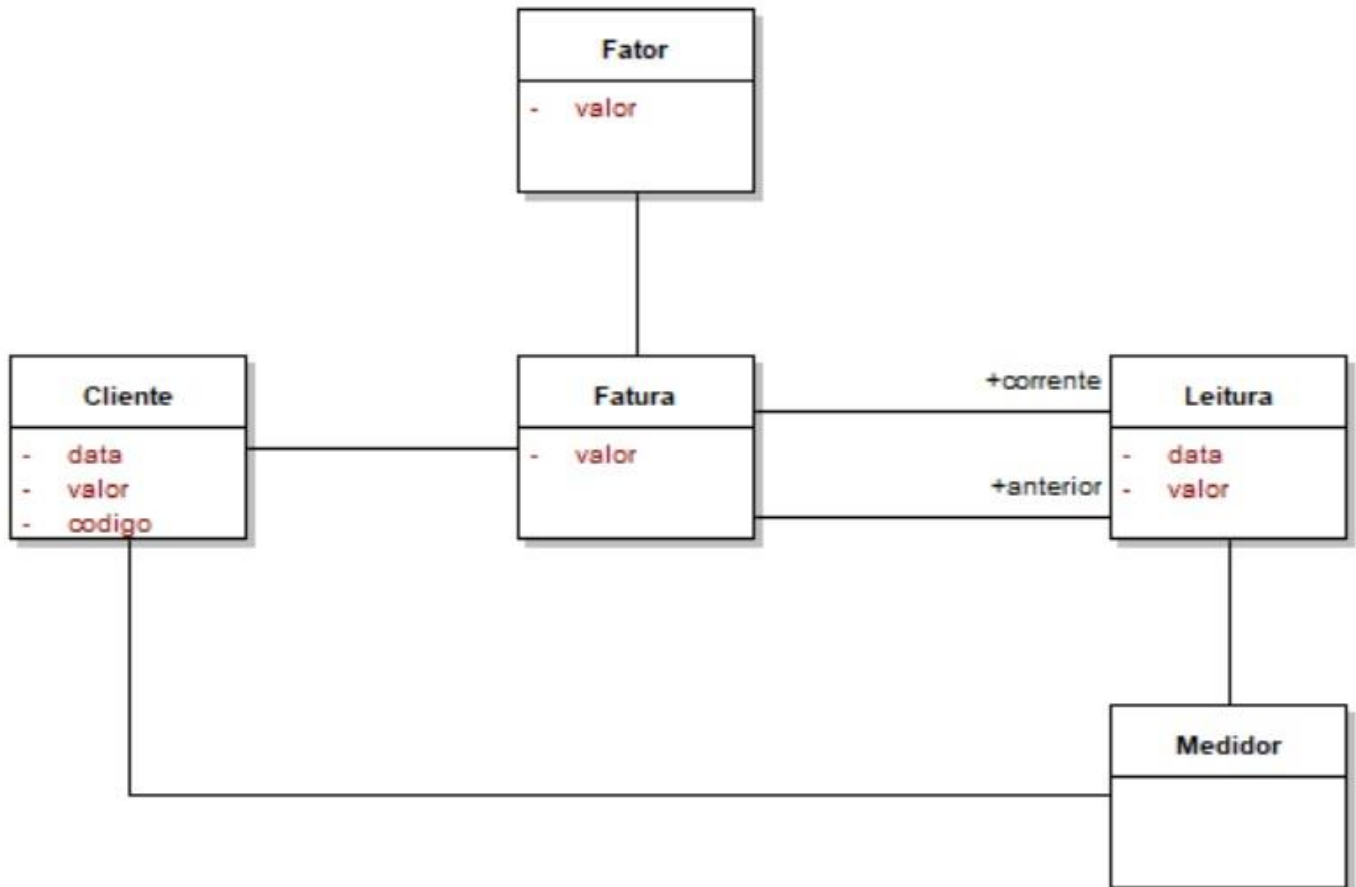 Fator
- valor
Cliente
- data
- valor
- codigo
Fatura
- valor
+corrente
+anterior
Leitura
- data
- valor
Medidor